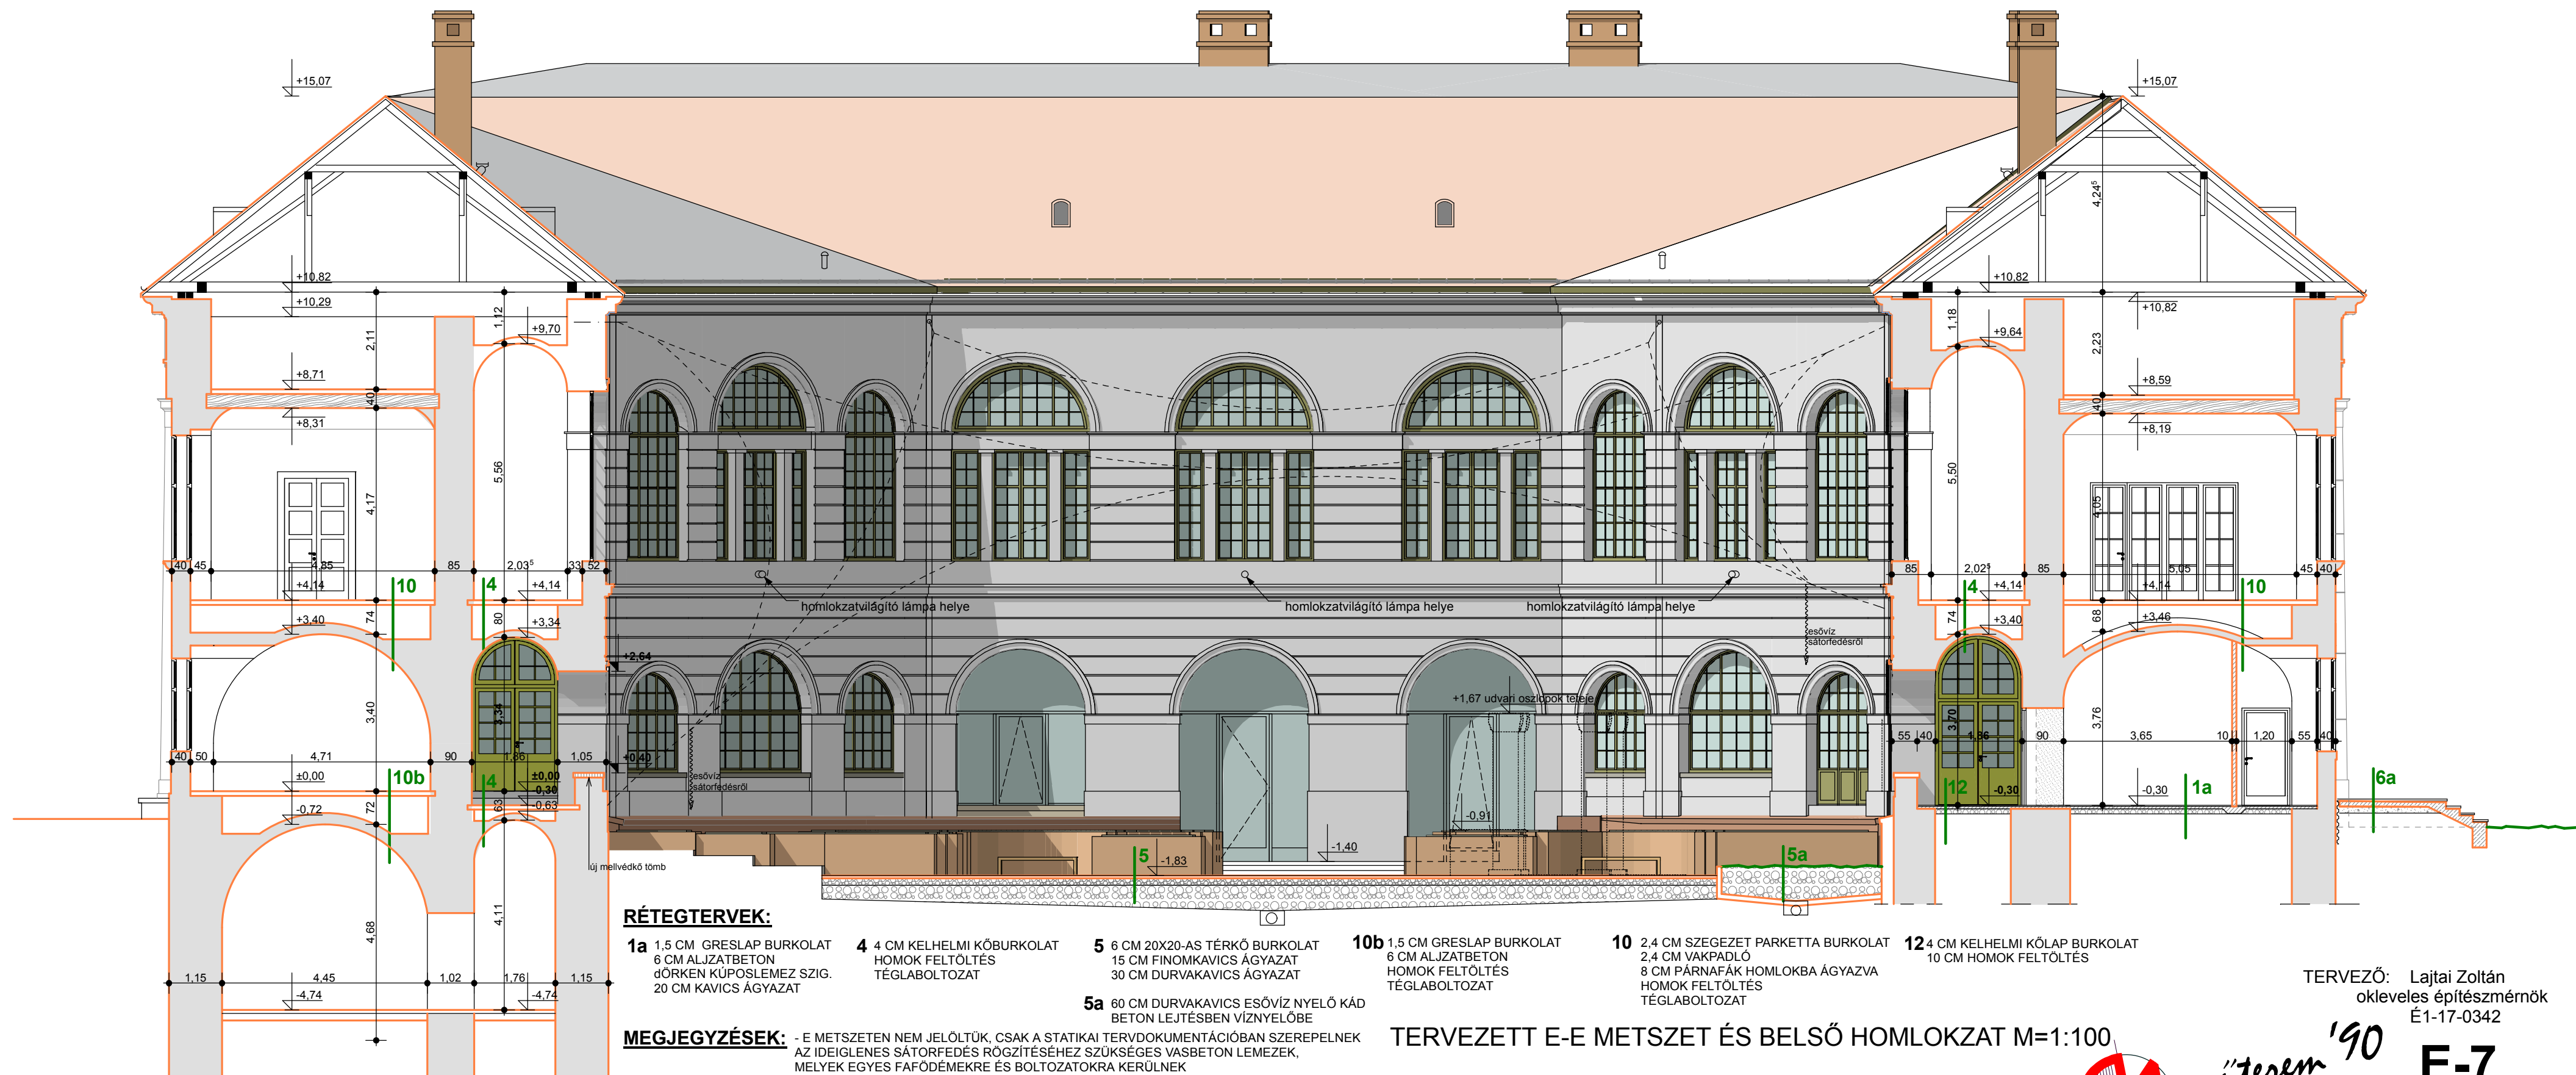 +15,07
+15,07
4,24⁵
+10,82
+10,29
2,11
1,12
+9,70
+8,71
40
+8,31
5,56
4,17
+10,82
+10,82
1,18
+9,64
2,23
+8,59
40
+8,19
5,50
4,05
40 45 4,85 85 2,03⁵ 33 52
+4,14
10
4
+4,14
74
80
+3,40
+3,34
homlokzatvilágító lámpa helye
homlokzatvilágító lámpa helye
homlokzatvilágító lámpa helye
85 2,02⁵ 85 5,05 45 40
4
+4,14
+4,14
10
74
68
+3,40
+3,46
esővíz
sátorfedésről
+2,64
+1,67 udvari oszlopok teteje
3,40
3,34
3,70
3,76
40 50 4,71 90 1,86 1,05
+0,40
55 40 1,86 90 3,65 10 1,20 55 40
±0,00
10b
4
±0,00
-0,30
-0,63
-0,72
72
63
esővíz
sátorfedésről
12
-0,30
-0,30
1a
6a
-0,91
-1,40
5
-1,83
5a
új mellvédkő tömb
4,68
4,11
1,15 4,45 1,02 1,76 1,15
-4,74
-4,74
RÉTEGTERVEK:
1a 1,5 CM GRESLAP BURKOLAT
6 CM ALJZATBETON
dÖRKEN KÚPOSLEMEZ SZIG.
20 CM KAVICS ÁGYAZAT
4 4 CM KELHELMI KŐBURKOLAT
HOMOK FELTÖLTÉS
TÉGLABOLTOZAT
5 6 CM 20X20-AS TÉRKŐ BURKOLAT
15 CM FINOMKAVICS ÁGYAZAT
30 CM DURVAKAVICS ÁGYAZAT
5a 60 CM DURVAKAVICS ESŐVÍZ NYELŐ KÁD
BETON LEJTÉSBEN VÍZNYELŐBE
10b 1,5 CM GRESLAP BURKOLAT
6 CM ALJZATBETON
HOMOK FELTÖLTÉS
TÉGLABOLTOZAT
10 2,4 CM SZEGEZET PARKETTA BURKOLAT
2,4 CM VAKPADLÓ
8 CM PÁRNAFÁK HOMLOKBA ÁGYAZVA
HOMOK FELTÖLTÉS
TÉGLABOLTOZAT
12 4 CM KELHELMI KŐLAP BURKOLAT
10 CM HOMOK FELTÖLTÉS
MEGJEGYZÉSEK: - E METSZETEN NEM JELÖLTÜK, CSAK A STATIKAI TERVDOKUMENTÁCIÓBAN SZEREPELNEK
AZ IDEIGLENES SÁTORFEDÉS RÖGZÍTÉSÉHEZ SZÜKSÉGES VASBETON LEMEZEK,
MELYEK EGYES FAFÖDÉMEKRE ÉS BOLTOZATOKRA KERÜLNEK
TERVEZETT E-E METSZET ÉS BELSŐ HOMLOKZAT M=1:100
TERVEZŐ: Lajtai Zoltán
okleveles építészmérnök
É1-17-0342
'90
E-7